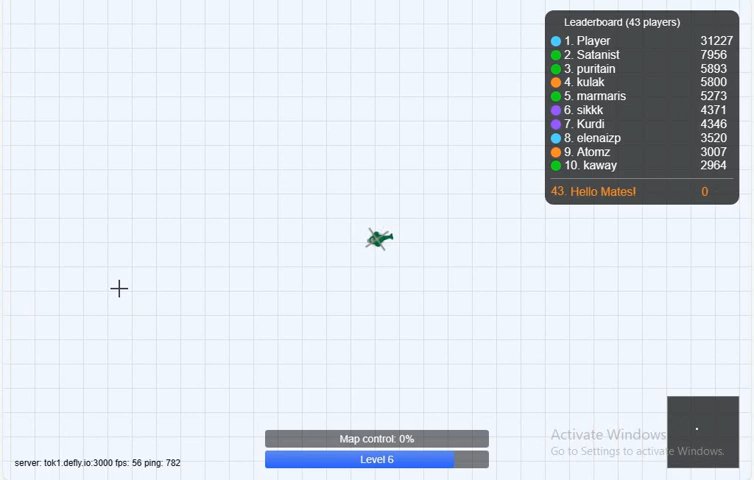 Leaderboard (43 players)
1. Player 31227
2. Satanist 7956
3. puritain 5893
4. kulak 5800
5. marmaris 5273
6. sikkk 4371
7. Kurdi 4346
8. elenaizp 3520
9. Atomz 3007
10. kaway 2964
43. Hello Mates! 0
Map control: 0%
Level 6
Activate Windows
Go to Settings to activate Windows.
server: tok1.defly.io:3000 fps: 56 ping: 782